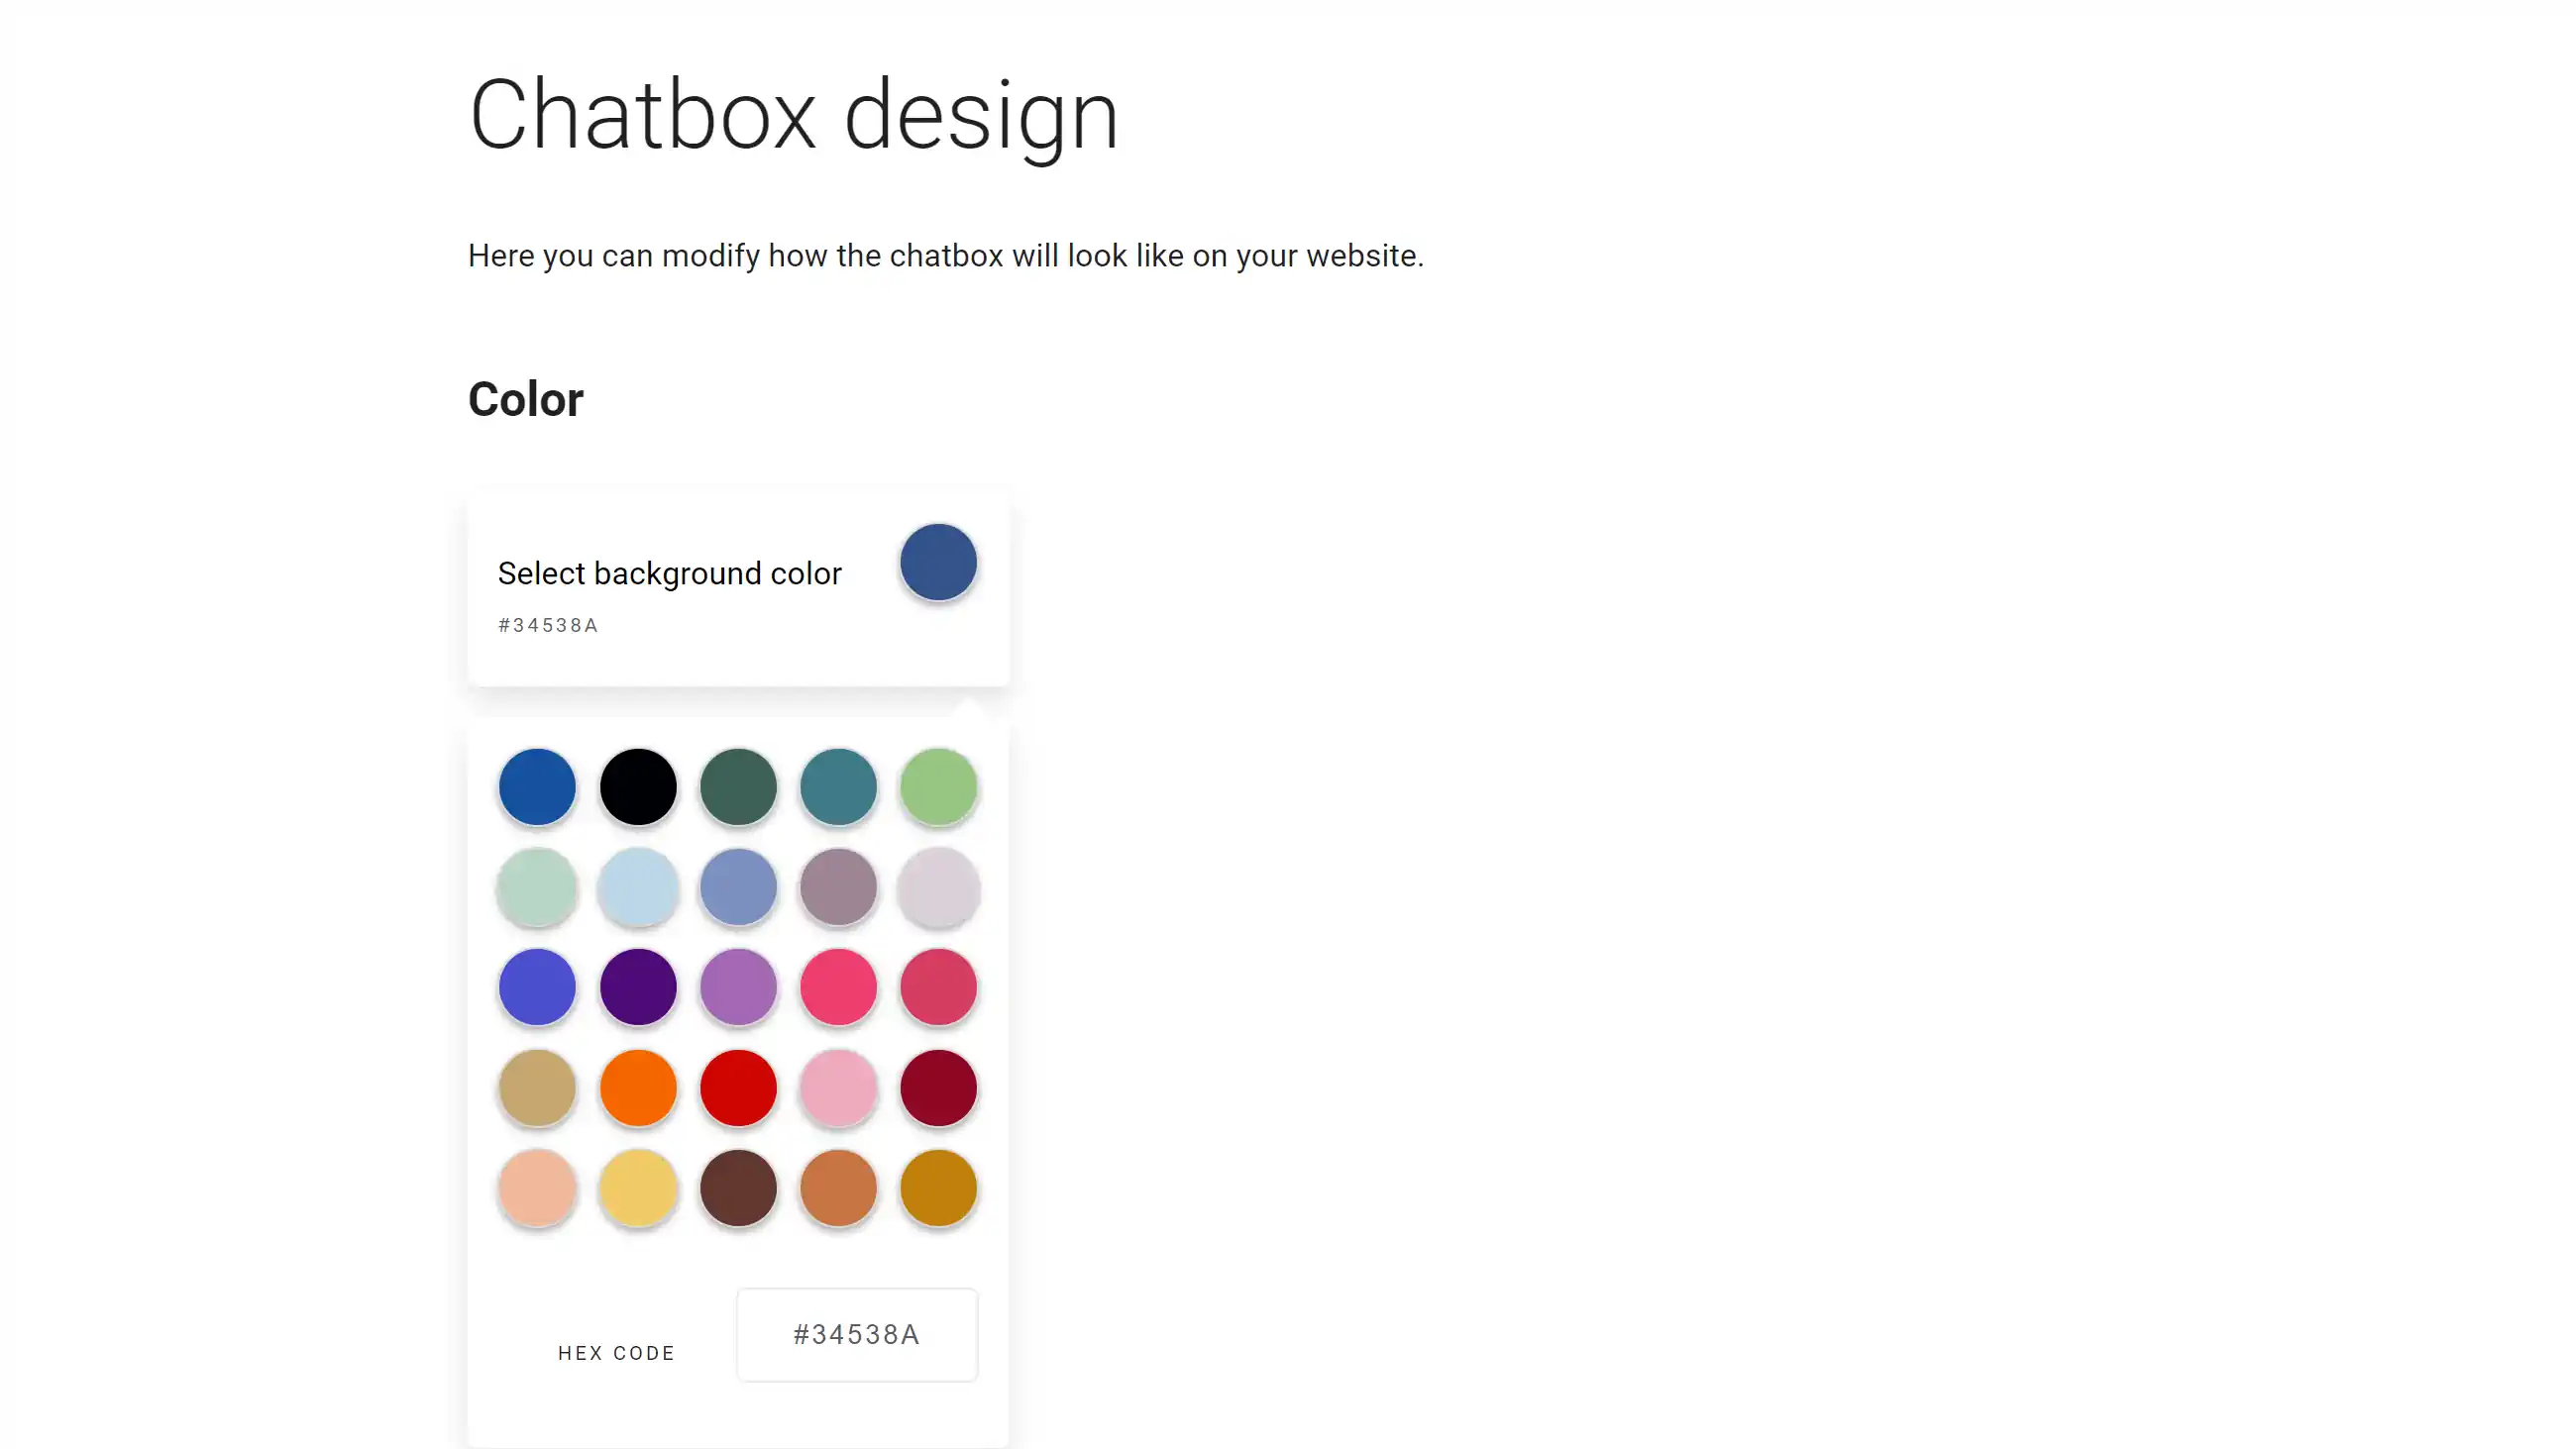 Chatbox design
Here you can modify how the chatbox will look like on your website.
Color
Select background color
#34538A
HEX CODE
#34538A